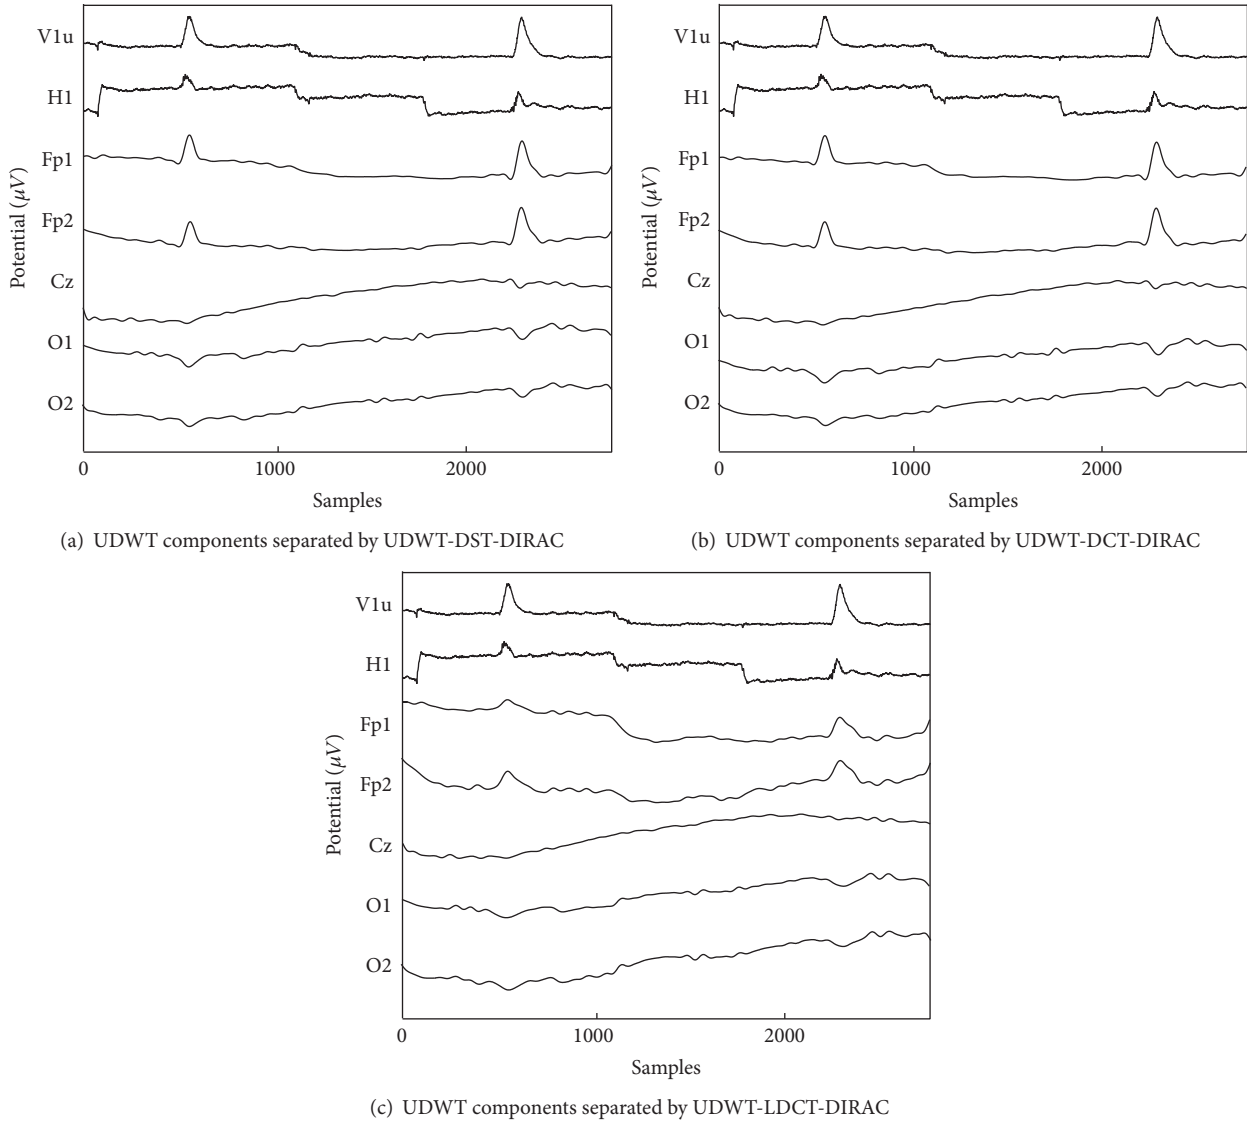 V1u
H1
Fp1
Fp2
Cz
O1
O2
Potential (μV)
0 1000 2000
Samples
(a) UDWT components separated by UDWT-DST-DIRAC
V1u
H1
Fp1
Fp2
Cz
O1
O2
Potential (μV)
0 1000 2000
Samples
(b) UDWT components separated by UDWT-DCT-DIRAC
V1u
H1
Fp1
Fp2
Cz
O1
O2
Potential (μV)
0 1000 2000
Samples
(c) UDWT components separated by UDWT-LDCT-DIRAC